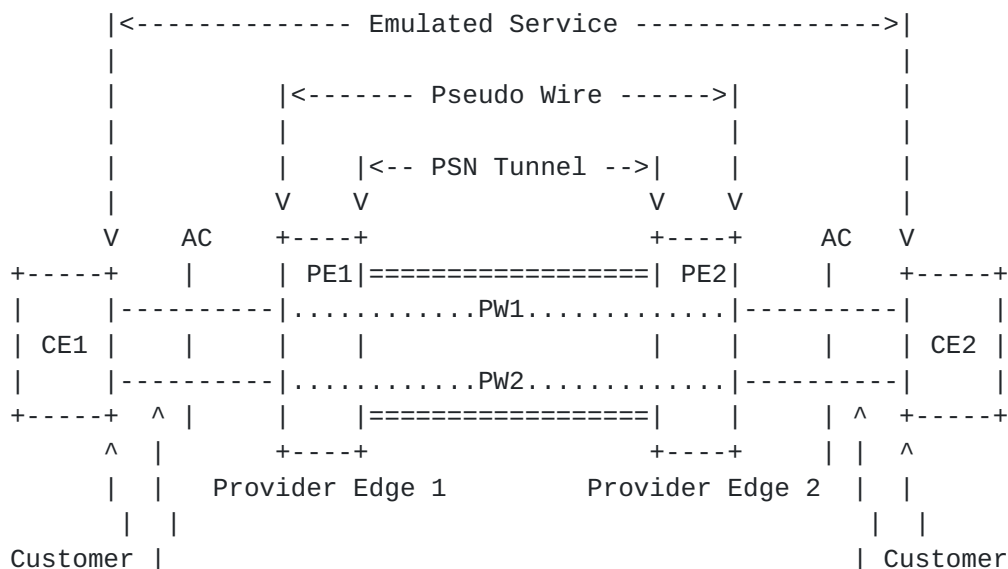 |<-------------- Emulated Service ---------------->|
|                                                  |
|          |<------- Pseudo Wire ------>|          |
|          |                            |          |
|          |    |<-- PSN Tunnel -->|    |          |
|          V    V                  V    V          |
V    AC    +----+                  +----+     AC   V
+-----+    |     | PE1|==================| PE2|     |    +-----+
|     |----------|............PW1.............|----------|     |
| CE1 |    |     |    |                  |    |     |    | CE2 |
|     |----------|............PW2.............|----------|     |
+-----+  ^ |     |    |==================|    |     | ^  +-----+
^  |       +----+                  +----+     | |  ^
|  |   Provider Edge 1         Provider Edge 2  |  |
|  |                                            |  |
Customer |                                            | Customer